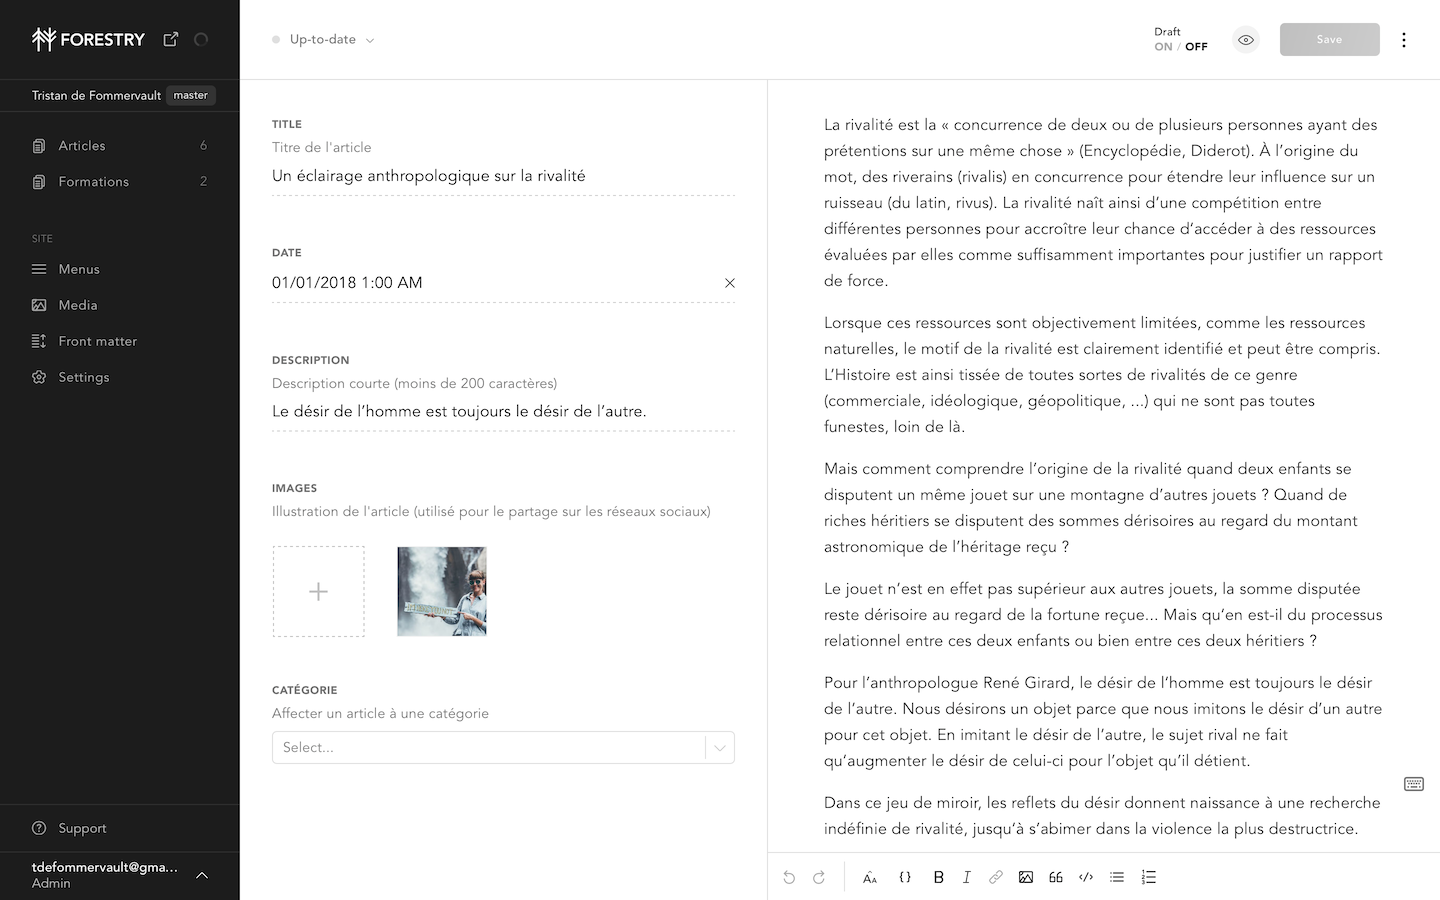 FORESTRY
Tristan de Fommervault master
Articles 6
Formations 2
SITE
Menus
Media
Front matter
Settings
Support
tdefommervault@gma...
Admin
Up-to-date
Draft
ON / OFF
Save
TITLE
Titre de l'article
Un éclairage anthropologique sur la rivalité
DATE
01/01/2018 1:00 AM
DESCRIPTION
Description courte (moins de 200 caractères)
Le désir de l’homme est toujours le désir de l’autre.
IMAGES
Illustration de l'article (utilisé pour le partage sur les réseaux sociaux)
CATÉGORIE
Affecter un article à une catégorie
Select...
La rivalité est la « concurrence de deux ou de plusieurs personnes ayant des
prétentions sur une même chose » (Encyclopédie, Diderot). À l’origine du
mot, des riverains (rivalis) en concurrence pour étendre leur influence sur un
ruisseau (du latin, rivus). La rivalité naît ainsi d’une compétition entre
différentes personnes pour accroître leur chance d’accéder à des ressources
évaluées par elles comme suffisamment importantes pour justifier un rapport
de force.
Lorsque ces ressources sont objectivement limitées, comme les ressources
naturelles, le motif de la rivalité est clairement identifié et peut être compris.
L’Histoire est ainsi tissée de toutes sortes de rivalités de ce genre
(commerciale, idéologique, géopolitique, ...) qui ne sont pas toutes
funestes, loin de là.
Mais comment comprendre l’origine de la rivalité quand deux enfants se
disputent un même jouet sur une montagne d’autres jouets ? Quand de
riches héritiers se disputent des sommes dérisoires au regard du montant
astronomique de l’héritage reçu ?
Le jouet n’est en effet pas supérieur aux autres jouets, la somme disputée
reste dérisoire au regard de la fortune reçue... Mais qu’en est-il du processus
relationnel entre ces deux enfants ou bien entre ces deux héritiers ?
Pour l’anthropologue René Girard, le désir de l’homme est toujours le désir
de l’autre. Nous désirons un objet parce que nous imitons le désir d’un autre
pour cet objet. En imitant le désir de l’autre, le sujet rival ne fait
qu’augmenter le désir de celui-ci pour l’objet qu’il détient.
Dans ce jeu de miroir, les reflets du désir donnent naissance à une recherche
indéfinie de rivalité, jusqu’à s’abimer dans la violence la plus destructrice.